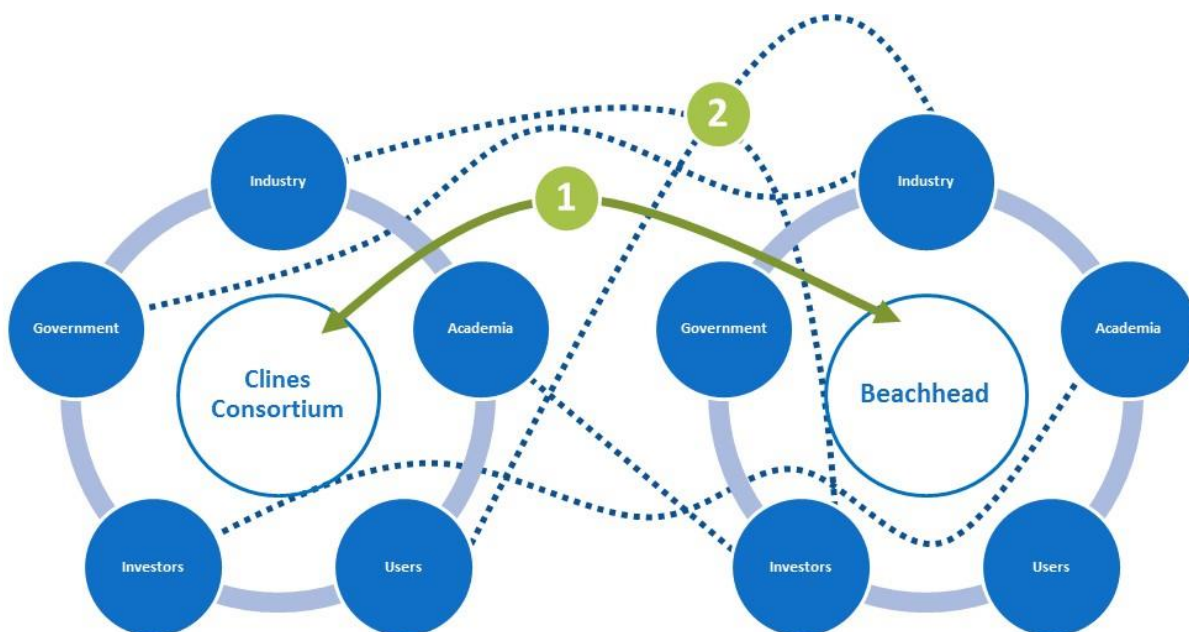 2
1
Industry
Government
Academia
Clines
Consortium
Investors
Users
Industry
Government
Academia
Beachhead
Investors
Users